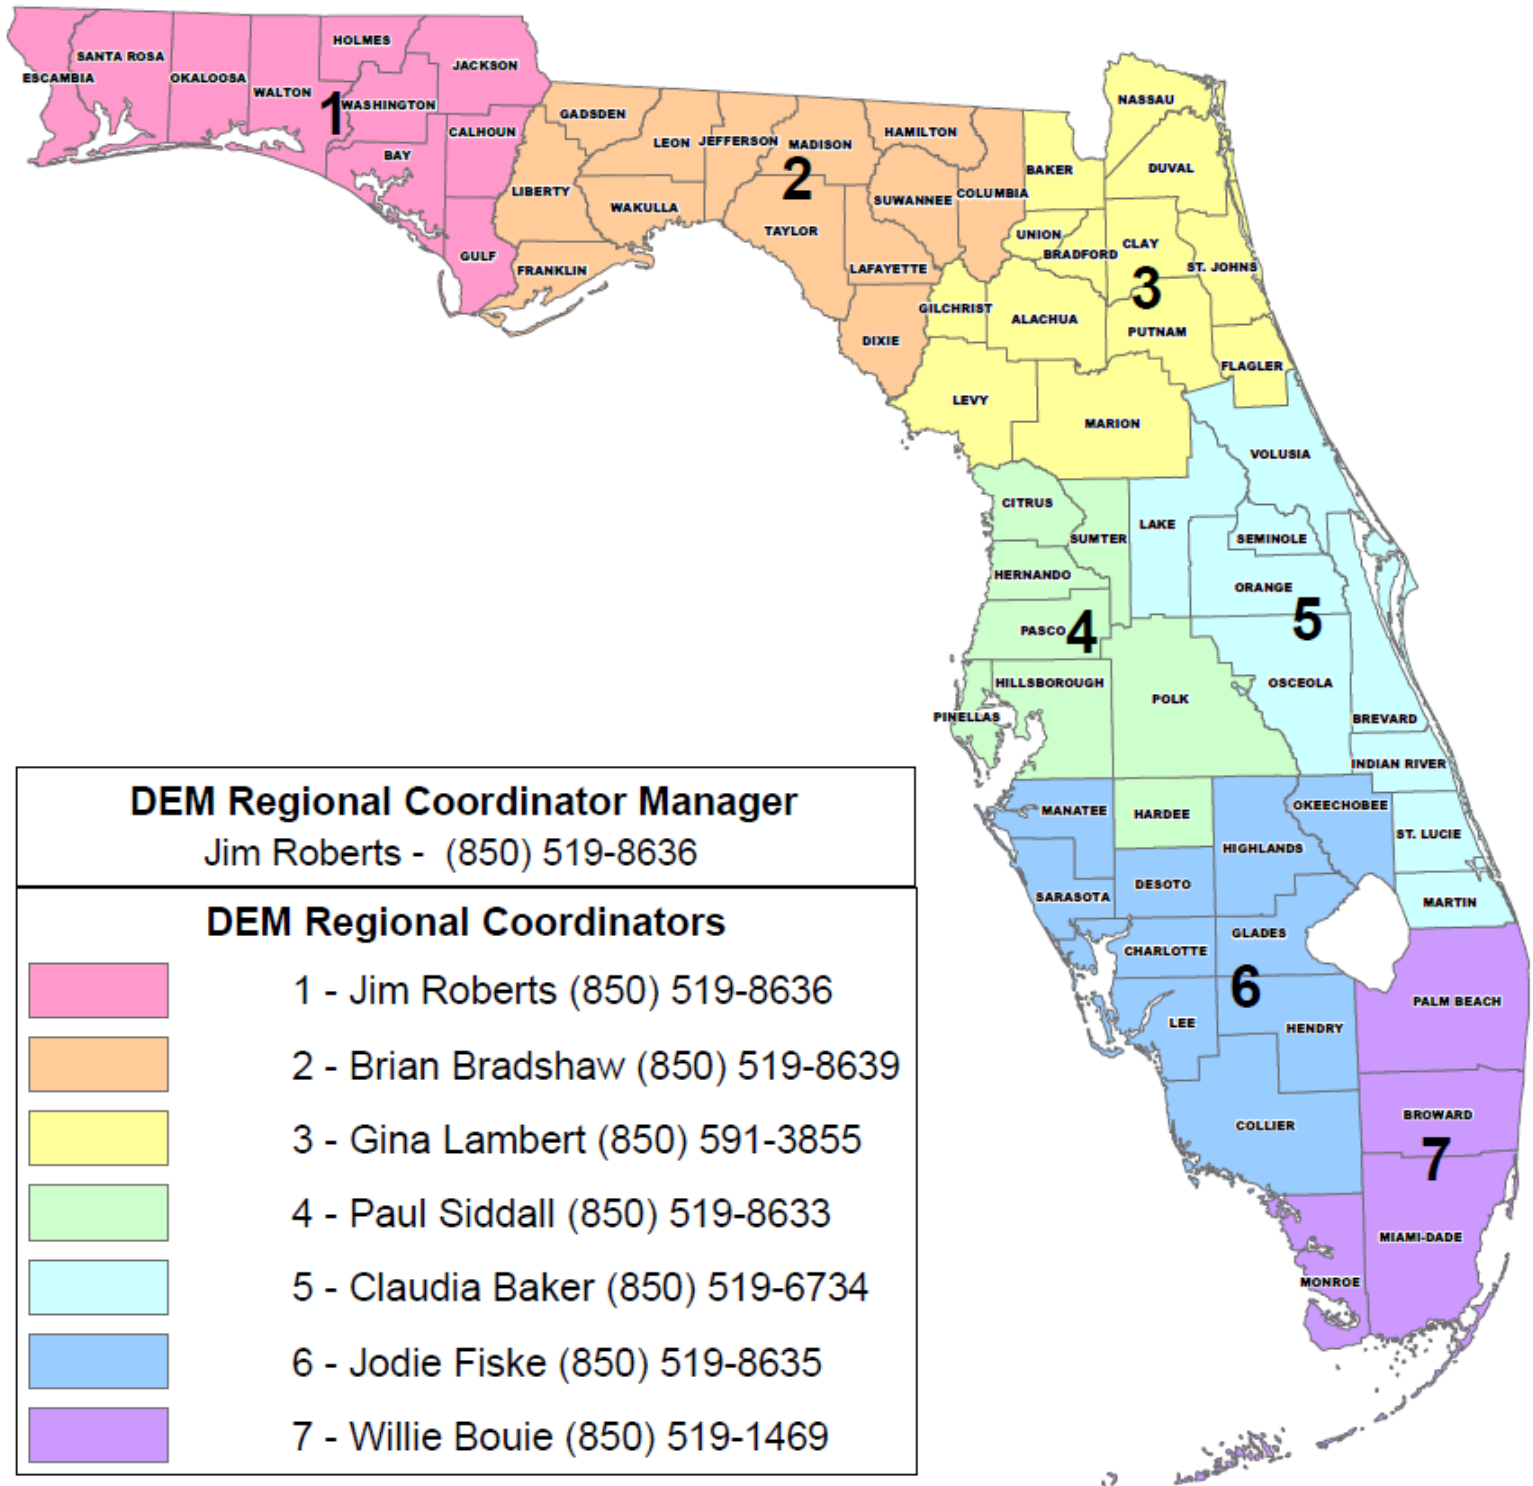 HOLMES
SANTA ROSA
JACKSON
ESCAMBIA
OKALOOSA
WALTON
1
WASHINGTON
CALHOUN
BAY
GULF
GADSDEN
LEON
JEFFERSON
MADISON
HAMILTON
2
LIBERTY
WAKULLA
SUWANNEE
COLUMBIA
TAYLOR
FRANKLIN
LAFAYETTE
DIXIE
NASSAU
BAKER
DUVAL
UNION
BRADFORD
CLAY
ST. JOHNS
3
GILCHRIST
ALACHUA
PUTNAM
FLAGLER
LEVY
MARION
VOLUSIA
CITRUS
SUMTER
LAKE
SEMINOLE
HERNANDO
ORANGE
5
PASCO
4
HILLSBOROUGH
POLK
OSCEOLA
PINELLAS
BREVARD
INDIAN RIVER
MANATEE
HARDEE
OKEECHOBEE
ST. LUCIE
HIGHLANDS
SARASOTA
DESOTO
MARTIN
CHARLOTTE
GLADES
6
LEE
HENDRY
PALM BEACH
COLLIER
BROWARD
7
MIAMI-DADE
MONROE
DEM Regional Coordinator Manager
Jim Roberts - (850) 519-8636
DEM Regional Coordinators
1 - Jim Roberts (850) 519-8636
2 - Brian Bradshaw (850) 519-8639
3 - Gina Lambert (850) 591-3855
4 - Paul Siddall (850) 519-8633
5 - Claudia Baker (850) 519-6734
6 - Jodie Fiske (850) 519-8635
7 - Willie Bouie (850) 519-1469